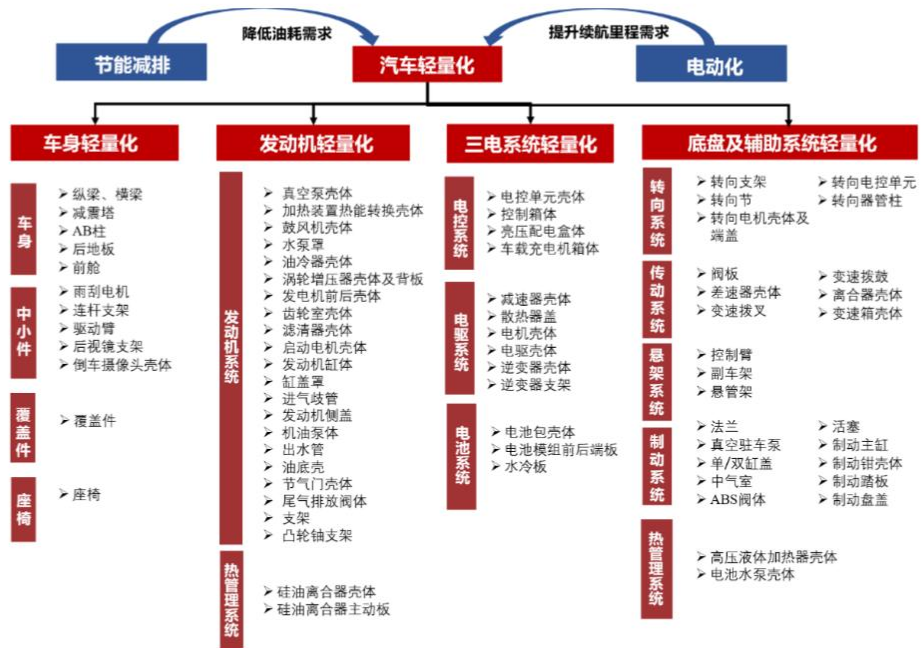 降低油耗需求
提升续航里程需求
节能减排
汽车轻量化
电动化
车身轻量化
车身
纵梁、横梁
减震塔
AB柱
后地板
前舱
中小件
雨刮电机
连杆支架
驱动臂
后视镜支架
倒车摄像头壳体
覆盖件
覆盖件
座椅
座椅
发动机轻量化
发动机系统
真空泵壳体
加热装置热能转换壳体
鼓风机壳体
水泵罩
油冷器壳体
涡轮增压器壳体及背板
发电机前后壳体
齿轮室壳体
滤清器壳体
启动电机壳体
发动机缸体
缸盖罩
进气歧管
发动机侧盖
机油泵体
出水管
油底壳
节气门壳体
尾气排放阀体
支架
凸轮铀支架
热管理系统
硅油离合器壳体
硅油离合器主动板
三电系统轻量化
电控系统
电控单元壳体
控制箱体
亮压配电盒体
车载充电机箱体
电驱系统
减速器壳体
散热器盖
电机壳体
电驱壳体
逆变器壳体
逆变器支架
电池系统
电池包壳体
电池模组前后端板
水冷板
底盘及辅助系统轻量化
转向系统
转向支架
转向节
转向电机壳体及
端盖
转向电控单元
转向器管柱
传动系统
阀板
差速器壳体
变速拨叉
变速拨鼓
离合器壳体
变速箱壳体
悬架系统
控制臂
副车架
悬管架
制动系统
法兰
真空驻车泵
单/双缸盖
中气室
ABS阀体
活塞
制动主缸
制动钳壳体
制动踏板
制动盘盖
热管理系统
高压液体加热器壳体
电池水泵壳体